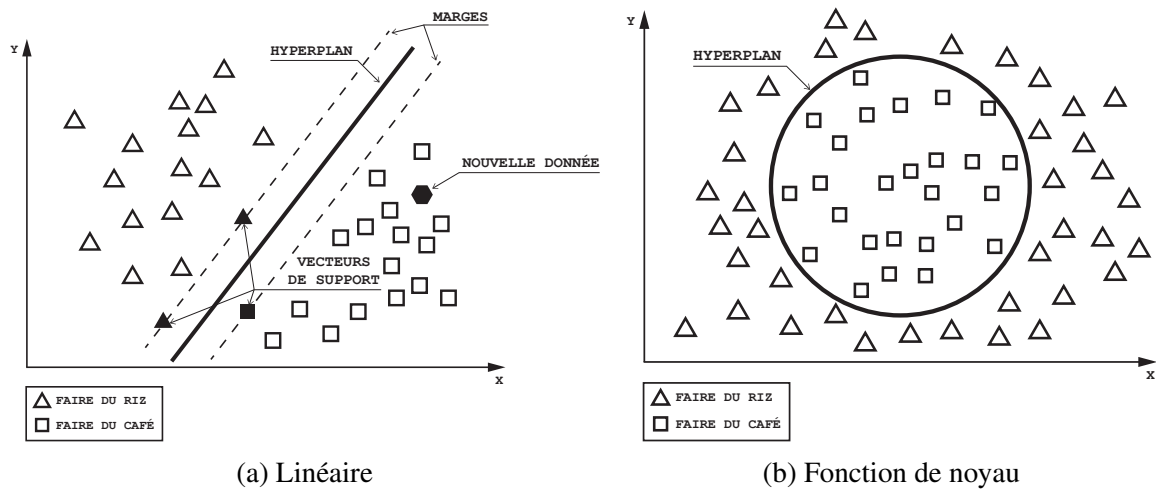 Y
MARGES
HYPERPLAN
NOUVELLE DONNÉE
VECTEURS
DE SUPPORT
X
FAIRE DU RIZ
FAIRE DU CAFÉ
(a) Linéaire
Y
HYPERPLAN
X
FAIRE DU RIZ
FAIRE DU CAFÉ
(b) Fonction de noyau